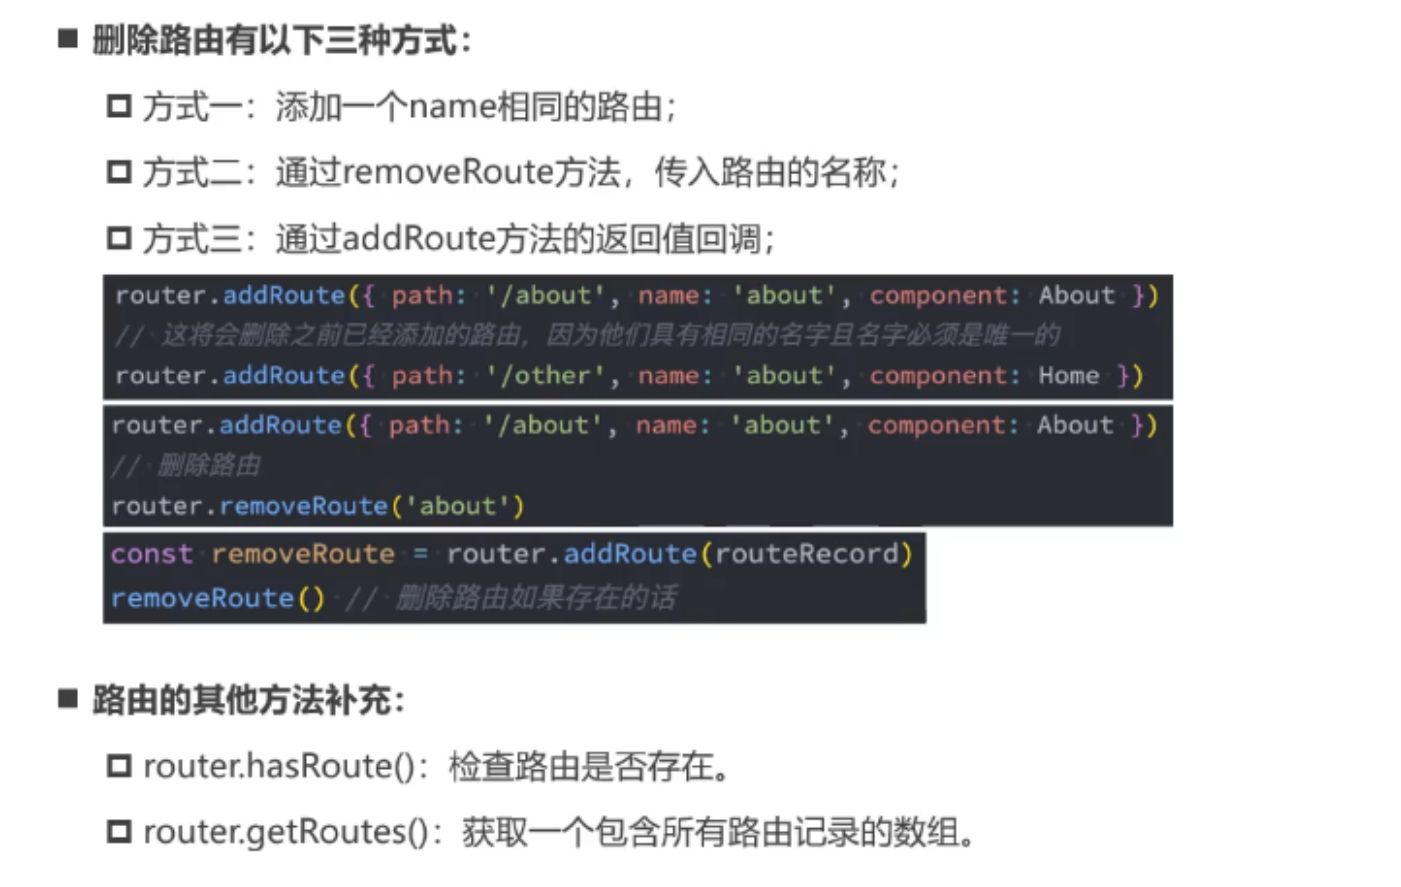 删除路由有以下三种方式：
方式一：添加一个name相同的路由；
方式二：通过removeRoute方法，传入路由的名称；
方式三：通过addRoute方法的返回值回调；
router.addRoute({ path: '/about', name: 'about', component: About })
// 这将会删除之前已经添加的路由，因为他们具有相同的名字且名字必须是唯一的
router.addRoute({ path: '/other', name: 'about', component: Home })
router.addRoute({ path: '/about', name: 'about', component: About })
// 删除路由
router.removeRoute('about')
const removeRoute = router.addRoute(routeRecord)
removeRoute() // 删除路由如果存在的话
路由的其他方法补充：
router.hasRoute()：检查路由是否存在。
router.getRoutes()：获取一个包含所有路由记录的数组。